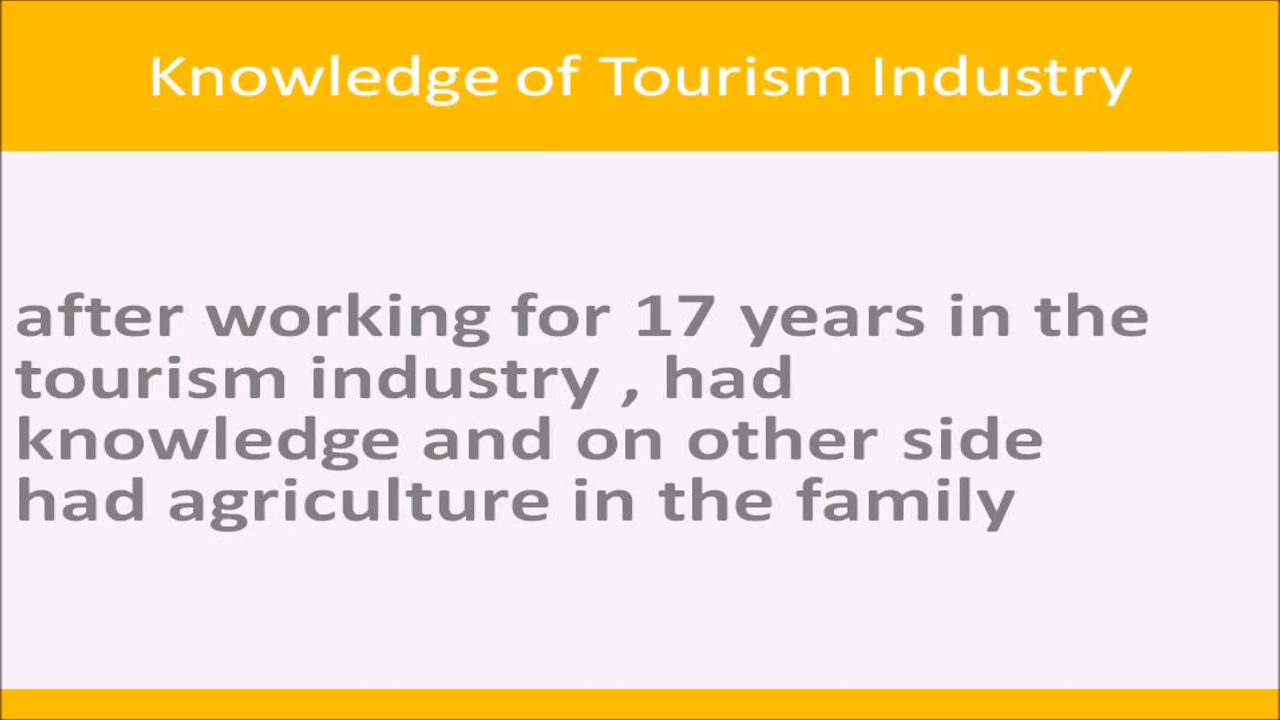 Knowledge of Tourism Industry
after working for 17 years in the
tourism industry , had
knowledge and on other side
had agriculture in the family